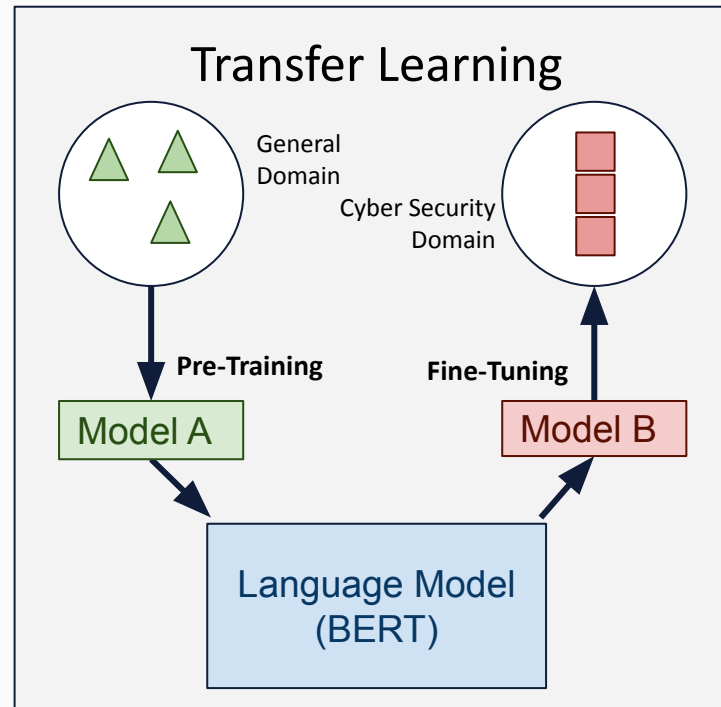 Transfer Learning
General
Domain
Cyber Security
Domain
Pre-Training
Fine-Tuning
Model A
Model B
Language Model
(BERT)